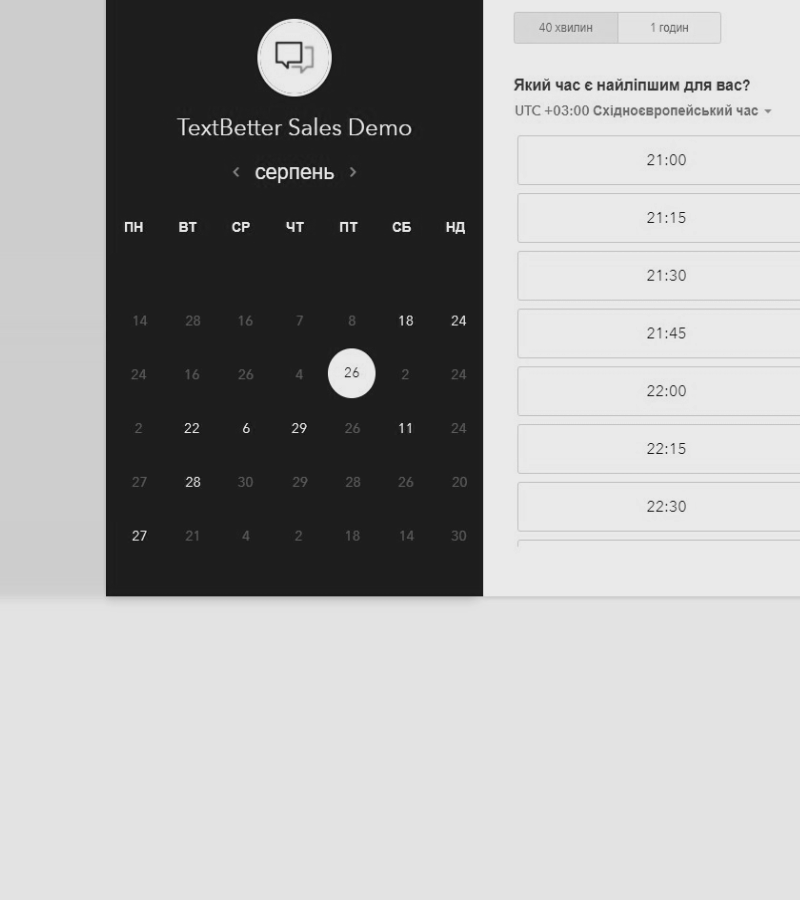 TextBetter Sales Demo
серпень
ПН ВТ СР ЧТ ПТ СБ НД
14 28 16 7 8 18 24
24 16 26 4 26 2 24
2 22 6 29 26 11 24
27 28 30 29 28 26 20
27 21 4 2 18 14 30
40 хвилин 1 годин
Який час є найліпшим для вас?
UTC +03:00 Східноєвропейський час
21:00
21:15
21:30
21:45
22:00
22:15
22:30